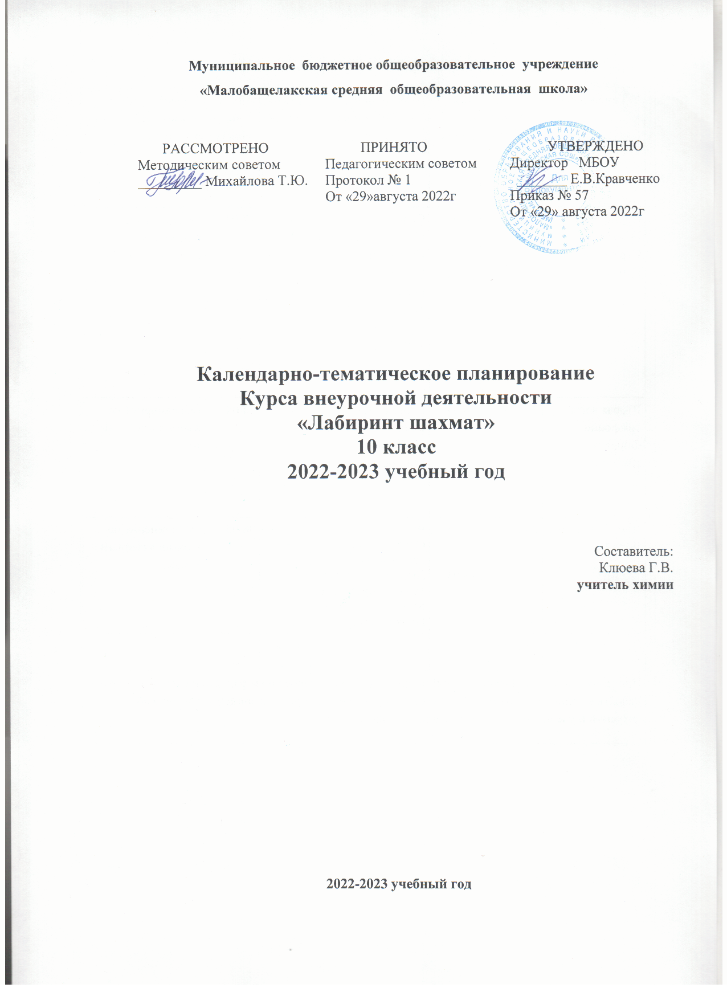 Муниципальное бюджетное общеобразовательное учреждение
«Малобащелакская средняя общеобразовательная школа»
РАССМОТРЕНО
Методическим советом
Михайлова Т.Ю.
ПРИНЯТО
Педагогическим советом
Протокол № 1
От «29»августа 2022г
УТВЕРЖДЕНО
Директор МБОУ
Е.В.Кравченко
Приказ № 57
От «29» августа 2022г
Календарно-тематическое планирование
Курса внеурочной деятельности
«Лабиринт шахмат»
10 класс
2022-2023 учебный год
Составитель:
Клюева Г.В.
учитель химии
2022-2023 учебный год